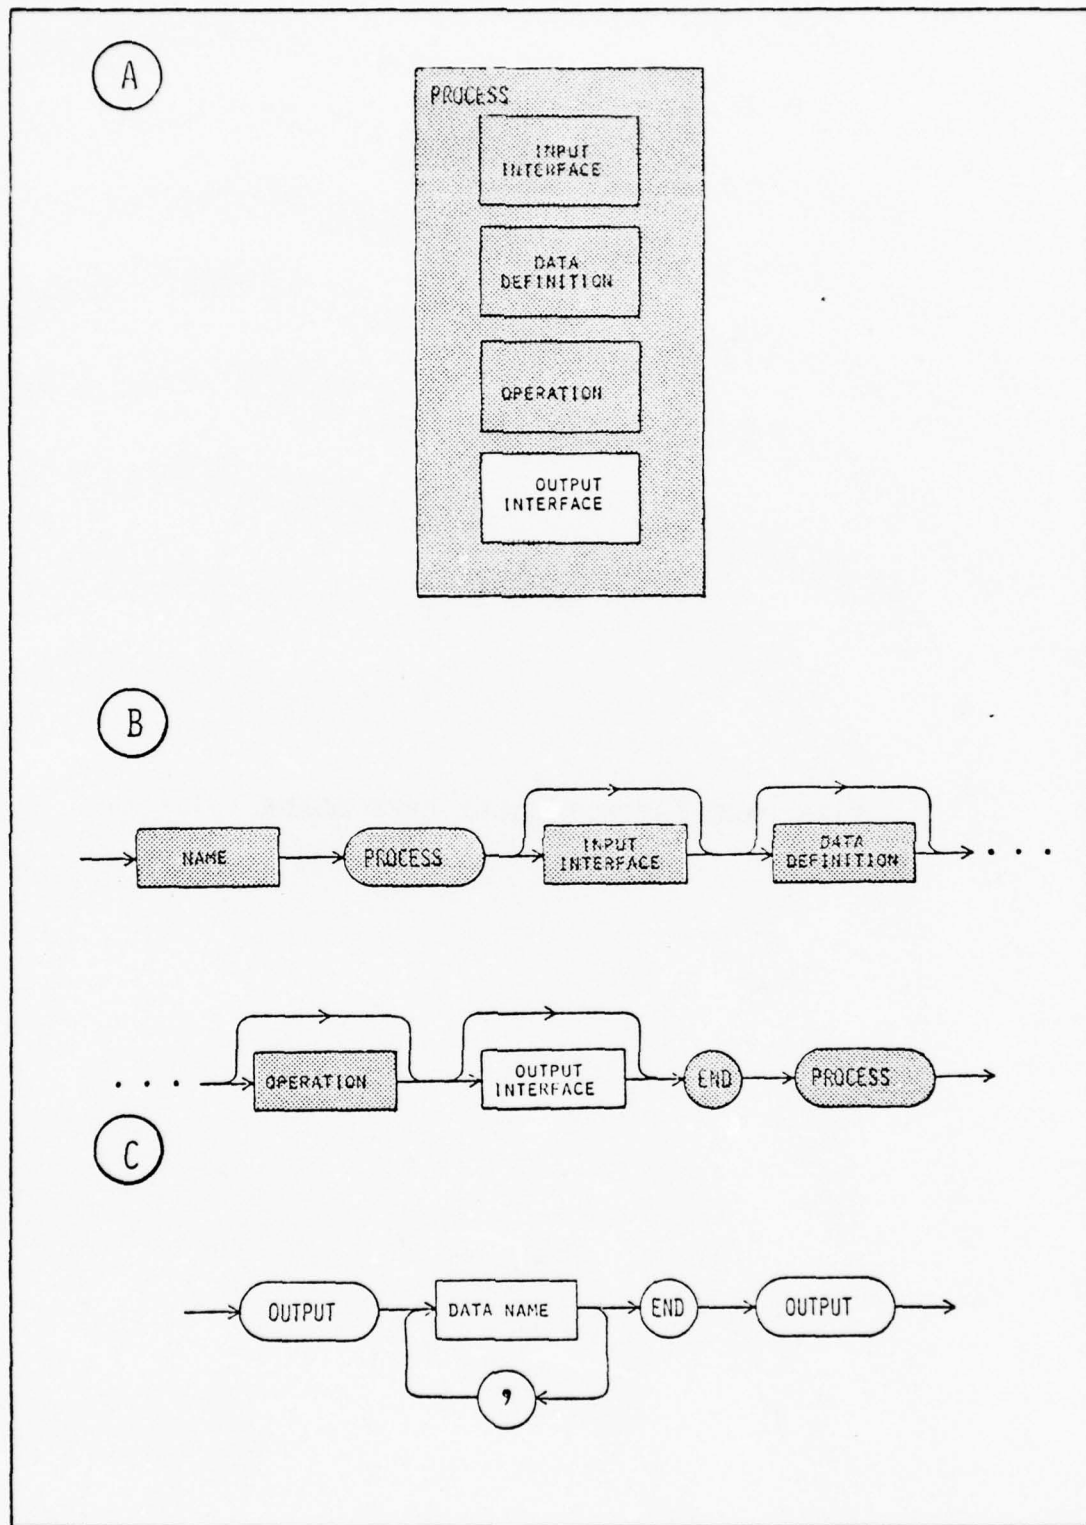 A
PROCESS
INPUT
INTERFACE
DATA
DEFINITION
OPERATION
OUTPUT
INTERFACE
B
NAME
PROCESS
INPUT
INTERFACE
DATA
DEFINITION
. . .
. . .
OPERATION
OUTPUT
INTERFACE
END
PROCESS
C
OUTPUT
DATA NAME
END
OUTPUT
,